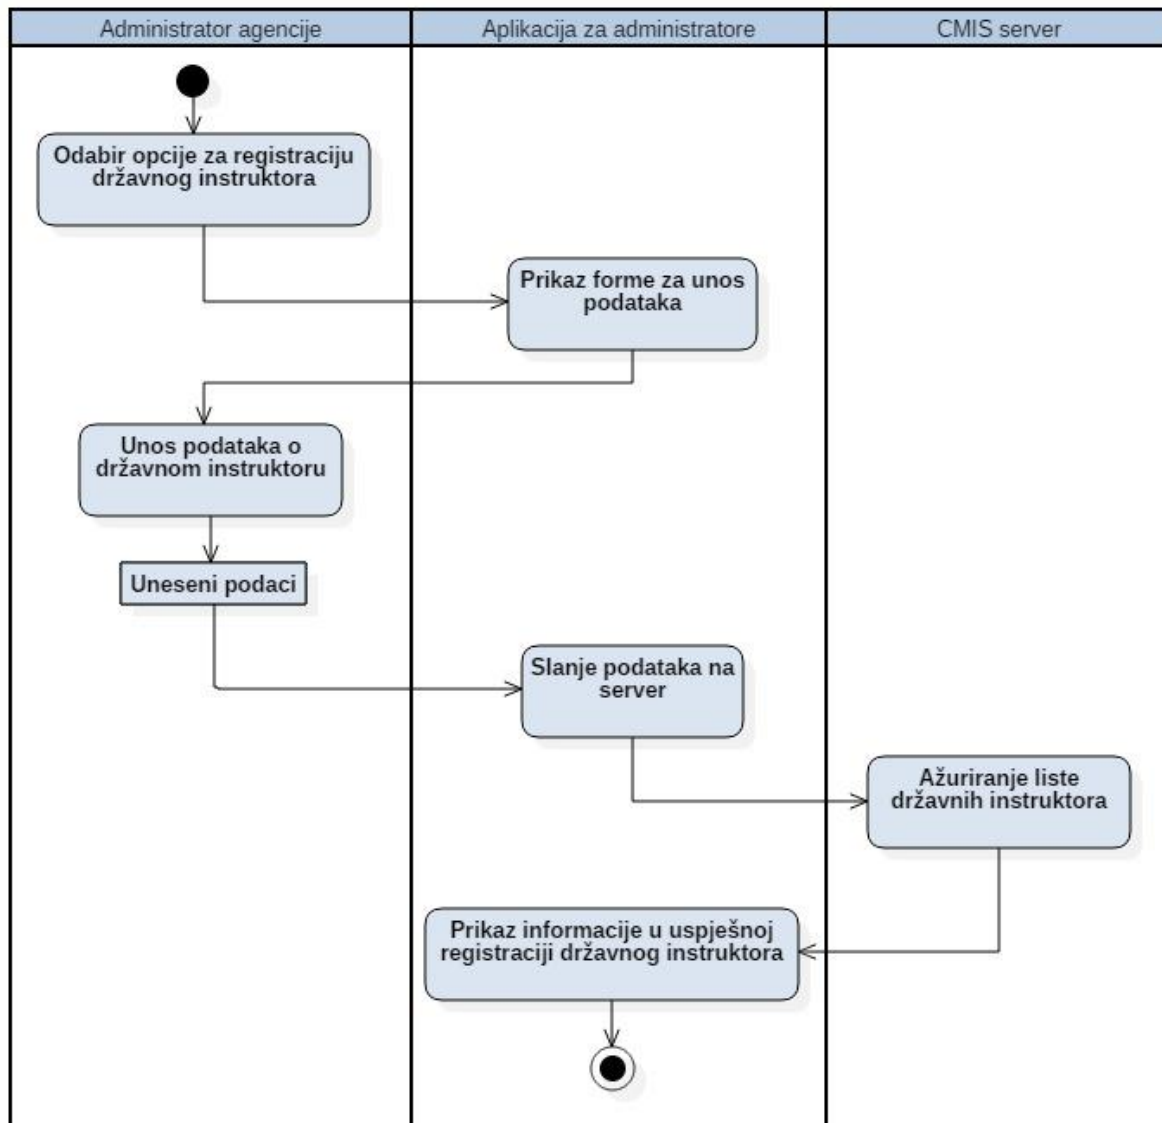 Administrator agencije
Aplikacija za administratore
CMIS server
Odabir opcije za registraciju
državnog instruktora
Prikaz forme za unos
podataka
Unos podataka o
državnom instruktoru
Uneseni podaci
Slanje podataka na
server
Ažuriranje liste
državnih instruktora
Prikaz informacije u uspješnoj
registraciji državnog instruktora